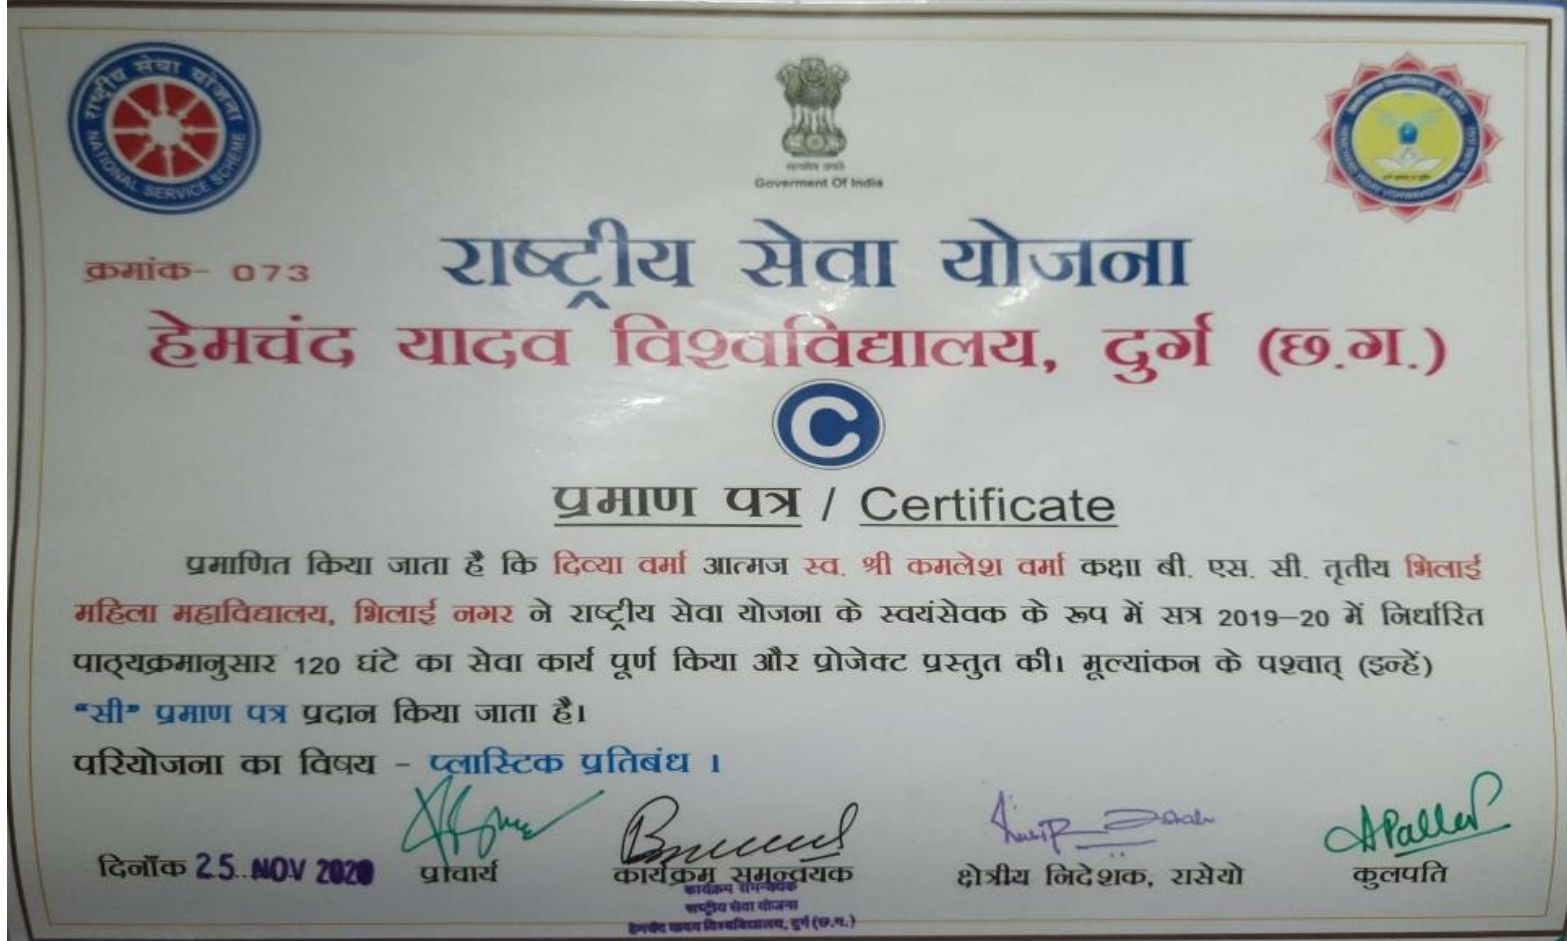 राष्ट्रीय सेवा योजना
NATIONAL SERVICE SCHEME
Goverment Of India
क्रमांक- 073
राष्ट्रीय सेवा योजना
हेमचंद यादव विश्वविद्यालय, दुर्ग (छ.ग.)
C
प्रमाण पत्र / Certificate
प्रमाणित किया जाता है कि दिव्या वर्मा आत्मज स्व. श्री कमलेश वर्मा कक्षा बी. एस. सी. तृतीय भिलाई
महिला महाविद्यालय, भिलाई नगर ने राष्ट्रीय सेवा योजना के स्वयंसेवक के रूप में सत्र 2019–20 में निर्धारित
पाठ्यक्रमानुसार 120 घंटे का सेवा कार्य पूर्ण किया और प्रोजेक्ट प्रस्तुत की। मूल्यांकन के पश्चात् (इन्हें)
"सी" प्रमाण पत्र प्रदान किया जाता है।
परियोजना का विषय – प्लास्टिक प्रतिबंध ।
दिनाँक 25 NOV 2020 प्राचार्य कार्यक्रम समन्वयक क्षेत्रीय निदेशक, रासेयो कुलपति
कार्यक्रम समन्वयक
राष्ट्रीय सेवा योजना
हेमचंद यादव विश्वविद्यालय, दुर्ग (छ.ग.)